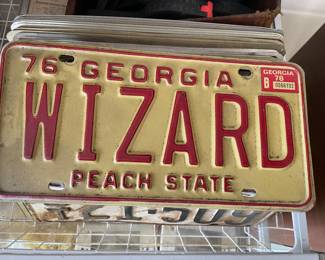 76 GEORGIA
GEORGIA
78
WIZARD
PEACH STATE